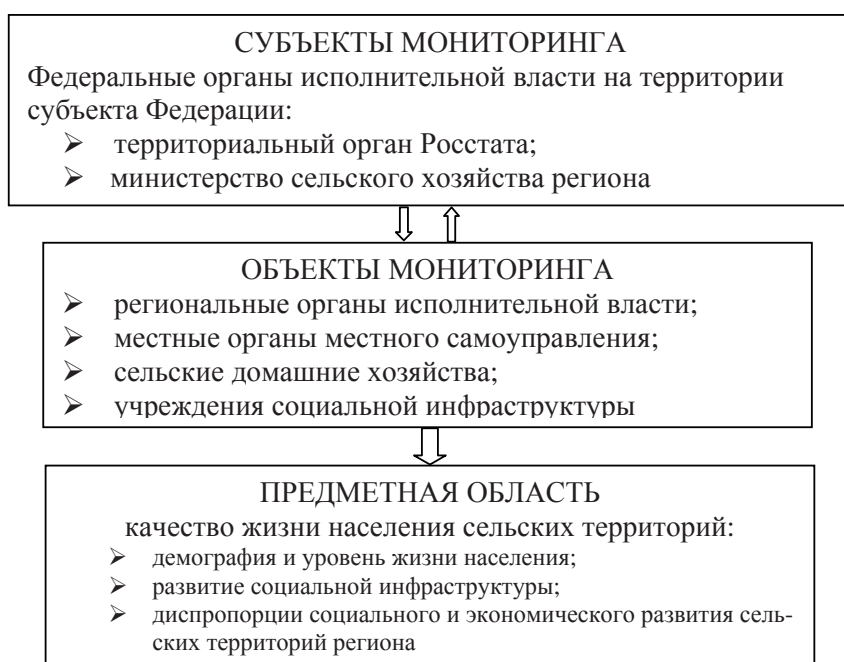 СУБЪЕКТЫ МОНИТОРИНГА
Федеральные органы исполнительной власти на территории
субъекта Федерации:
➢ территориальный орган Росстата;
➢ министерство сельского хозяйства региона
ОБЪЕКТЫ МОНИТОРИНГА
➢ региональные органы исполнительной власти;
➢ местные органы местного самоуправления;
➢ сельские домашние хозяйства;
➢ учреждения социальной инфраструктуры
ПРЕДМЕТНАЯ ОБЛАСТЬ
качество жизни населения сельских территорий:
➢ демография и уровень жизни населения;
➢ развитие социальной инфраструктуры;
➢ диспропорции социального и экономического развития сель-
ских территорий региона